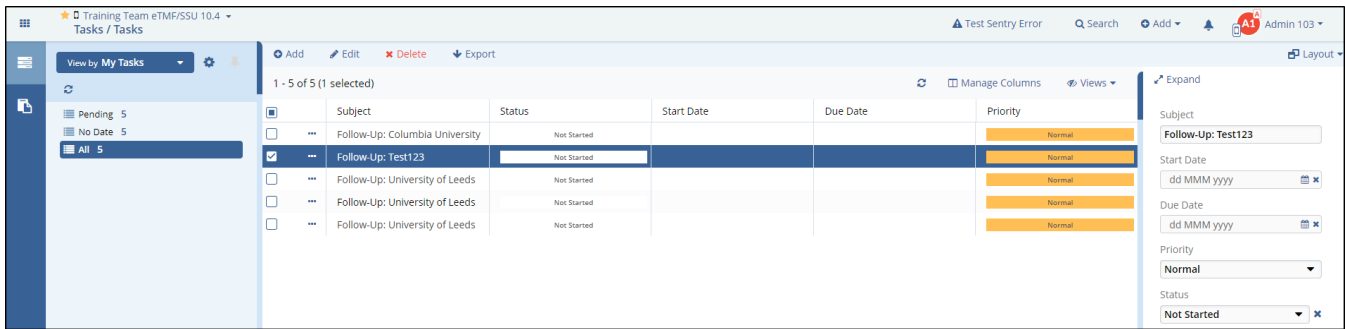 Training Team eTMF/SSU 10.4
Tasks / Tasks
Test Sentry Error
Search
Add
A
A1
Admin 103
View by My Tasks
Pending 5
No Date 5
All 5
Add
Edit
Delete
Export
Layout
1 - 5 of 5 (1 selected)
Manage Columns
Views
Subject Status Start Date Due Date Priority
Follow-Up: Columbia University Not Started Normal
Follow-Up: Test123 Not Started Normal
Follow-Up: University of Leeds Not Started Normal
Follow-Up: University of Leeds Not Started Normal
Follow-Up: University of Leeds Not Started Normal
Expand
Subject
Follow-Up: Test123
Start Date
dd MMM yyyy
Due Date
dd MMM yyyy
Priority
Normal
Status
Not Started